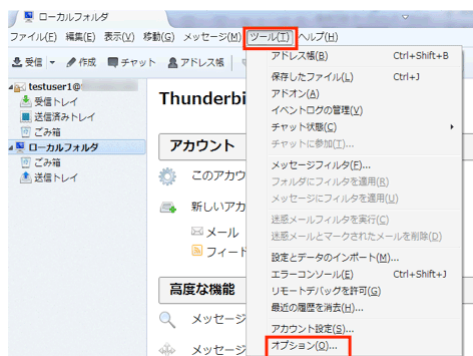 ローカルフォルダ
ファイル(F) 編集(E) 表示(V) 移動(G) メッセージ(M) ツール(T) ヘルプ(H)
受信 作成 チャット アドレス帳
testuser1@
受信トレイ
送信済みトレイ
ごみ箱
ローカルフォルダ
ごみ箱
送信トレイ
Thunderbi
アカウント
このアカウ
新しいアカ
メール
フィード
高度な機能
メッセージ
メッセージ
アドレス帳(B) Ctrl+Shift+B
保存したファイル(L) Ctrl+J
アドオン(A)
イベントログの管理(V)
チャット状態(C)
チャットに参加(I)...
メッセージフィルタ(F)...
フォルダにフィルタを適用(R)
メッセージにフィルタを適用(U)
迷惑メールフィルタを実行(C)
迷惑メールとマークされたメールを削除(D)
設定とデータのインポート(M)...
エラーコンソール(E) Ctrl+Shift+J
リモートデバッグを許可(G)
最近の履歴を消去(H)...
アカウント設定(S)...
オプション(O)...